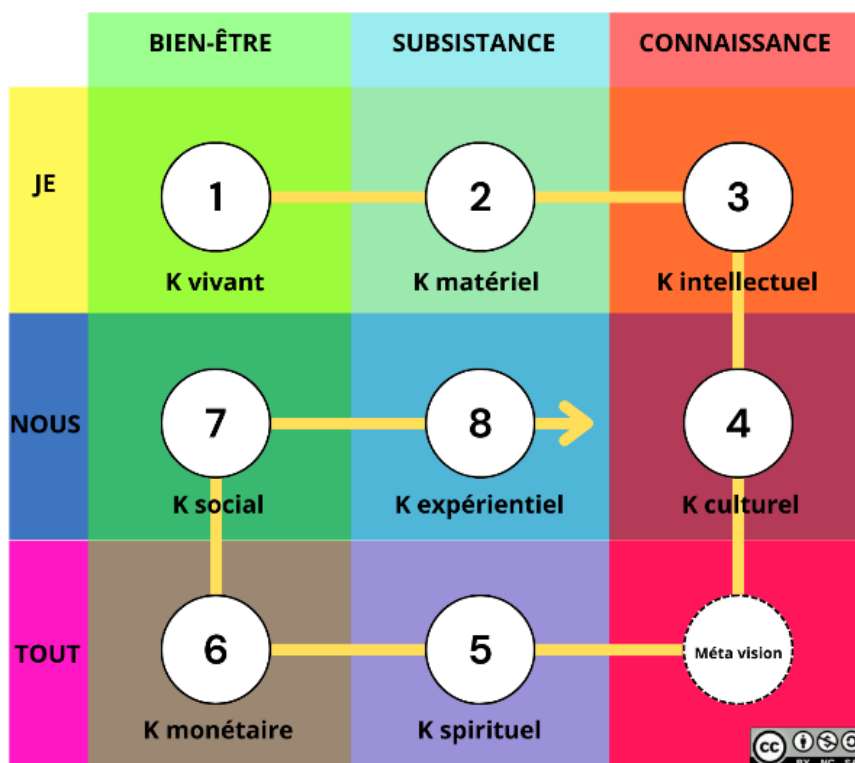 BIEN-ÊTRE SUBSISTANCE CONNAISSANCE
JE
1 2 3
K vivant K matériel K intellectuel
NOUS
7 8 4
K social K expérientiel K culturel
TOUT
6 5 Méta vision
K monétaire K spirituel
cc